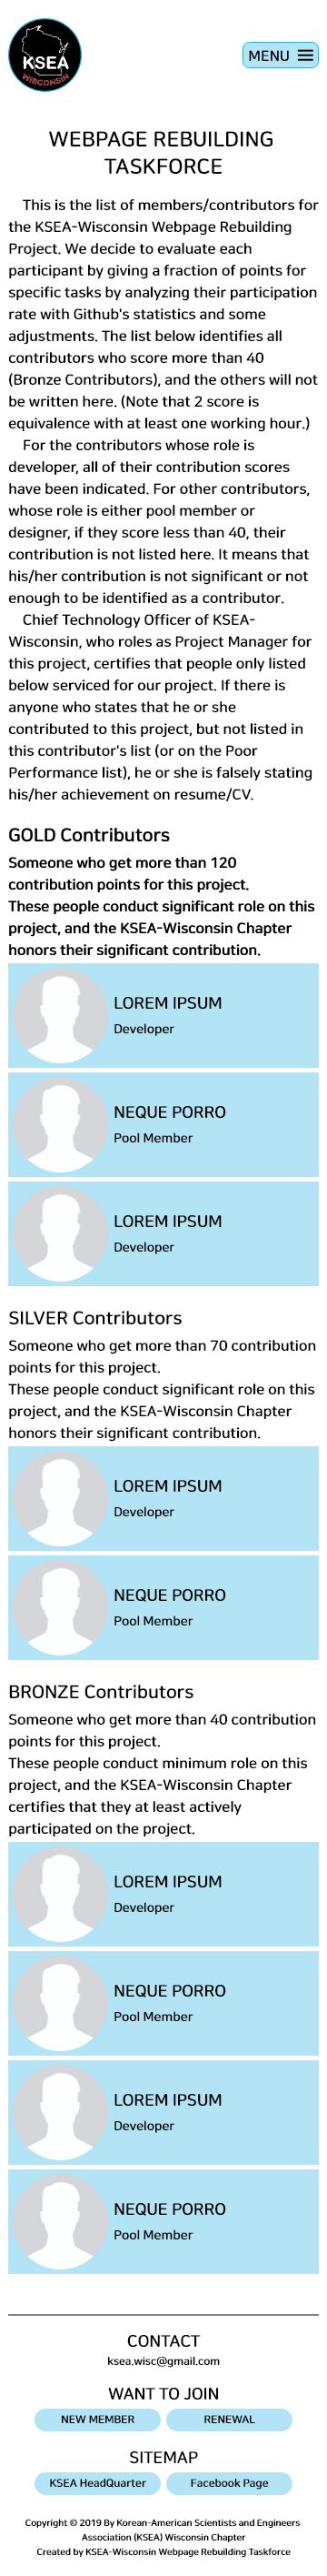 KSEA
WISCONSIN
MENU
WEBPAGE REBUILDING
TASKFORCE
This is the list of members/contributors for
the KSEA-Wisconsin Webpage Rebuilding
Project. We decide to evaluate each
participant by giving a fraction of points for
specific tasks by analyzing their participation
rate with Github's statistics and some
adjustments. The list below identifies all
contributors who score more than 40
(Bronze Contributors), and the others will not
be written here. (Note that 2 score is
equivalence with at least one working hour.)
For the contributors whose role is
developer, all of their contribution scores
have been indicated. For other contributors,
whose role is either pool member or
designer, if they score less than 40, their
contribution is not listed here. It means that
his/her contribution is not significant or not
enough to be identified as a contributor.
Chief Technology Officer of KSEA-
Wisconsin, who roles as Project Manager for
this project, certifies that people only listed
below serviced for our project. If there is
anyone who states that he or she
contributed to this project, but not listed in
this contributor's list (or on the Poor
Performance list), he or she is falsely stating
his/her achievement on resume/CV.
GOLD Contributors
Someone who get more than 120
contribution points for this project.
These people conduct significant role on this
project, and the KSEA-Wisconsin Chapter
honors their significant contribution.
LOREM IPSUM
Developer
NEQUE PORRO
Pool Member
LOREM IPSUM
Developer
SILVER Contributors
Someone who get more than 70 contribution
points for this project.
These people conduct significant role on this
project, and the KSEA-Wisconsin Chapter
honors their significant contribution.
LOREM IPSUM
Developer
NEQUE PORRO
Pool Member
BRONZE Contributors
Someone who get more than 40 contribution
points for this project.
These people conduct minimum role on this
project, and the KSEA-Wisconsin Chapter
certifies that they at least actively
participated on the project.
LOREM IPSUM
Developer
NEQUE PORRO
Pool Member
LOREM IPSUM
Developer
NEQUE PORRO
Pool Member
CONTACT
ksea.wisc@gmail.com
WANT TO JOIN
NEW MEMBER RENEWAL
SITEMAP
KSEA HeadQuarter Facebook Page
Copyright © 2019 By Korean-American Scientists and Engineers
Association (KSEA) Wisconsin Chapter
Created by KSEA-Wisconsin Webpage Rebuilding Taskforce